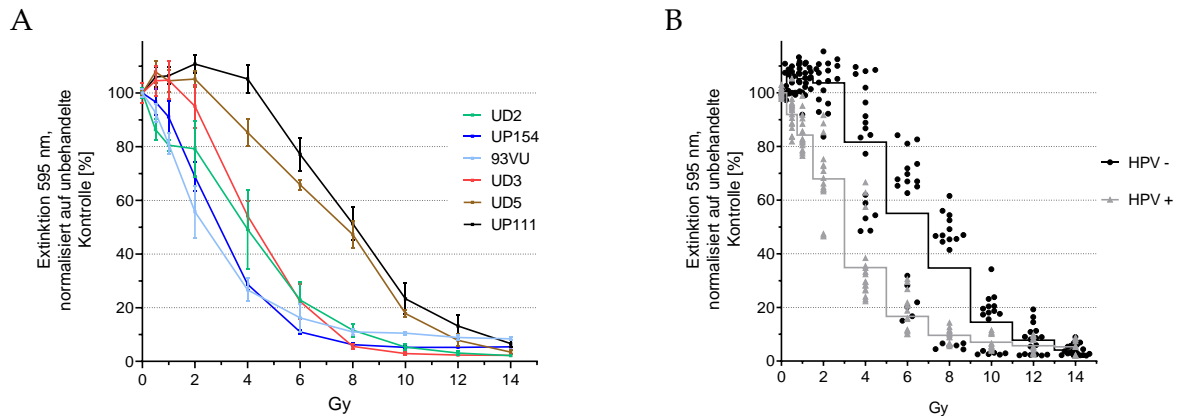 A
Extinktion 595 nm,
normalisiert auf unbehandelte
Kontrolle [%]
100
80
60
40
20
0
0 2 4 6 8 10 12 14
Gy
UD2
UP154
93VU
UD3
UD5
UP111
B
Extinktion 595 nm,
normalisiert auf unbehandelte
Kontrolle [%]
100
80
60
40
20
0
0 2 4 6 8 10 12 14
Gy
HPV -
HPV +